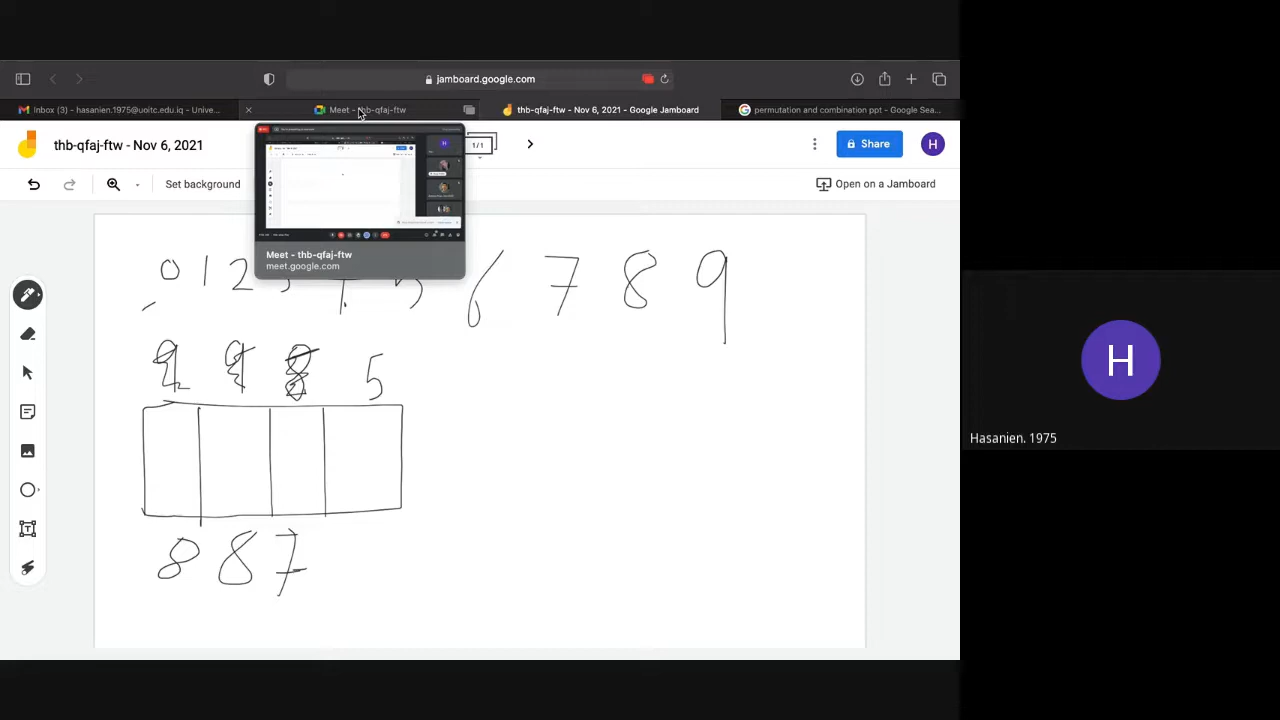 jamboard.google.com
Inbox (3) - hasanien.1975@uoitc.edu.iq - Unive...
Meet - thb-qfaj-ftw
thb-qfaj-ftw - Nov 6, 2021 - Google Jamboard
permutation and combination ppt - Google Sea...
thb-qfaj-ftw - Nov 6, 2021
1/1
Share
H
Set background
Open on a Jamboard
Meet - thb-qfaj-ftw
meet.google.com
0 1 2 6 7 8 9
5
8 8 7
H
Hasanien. 1975